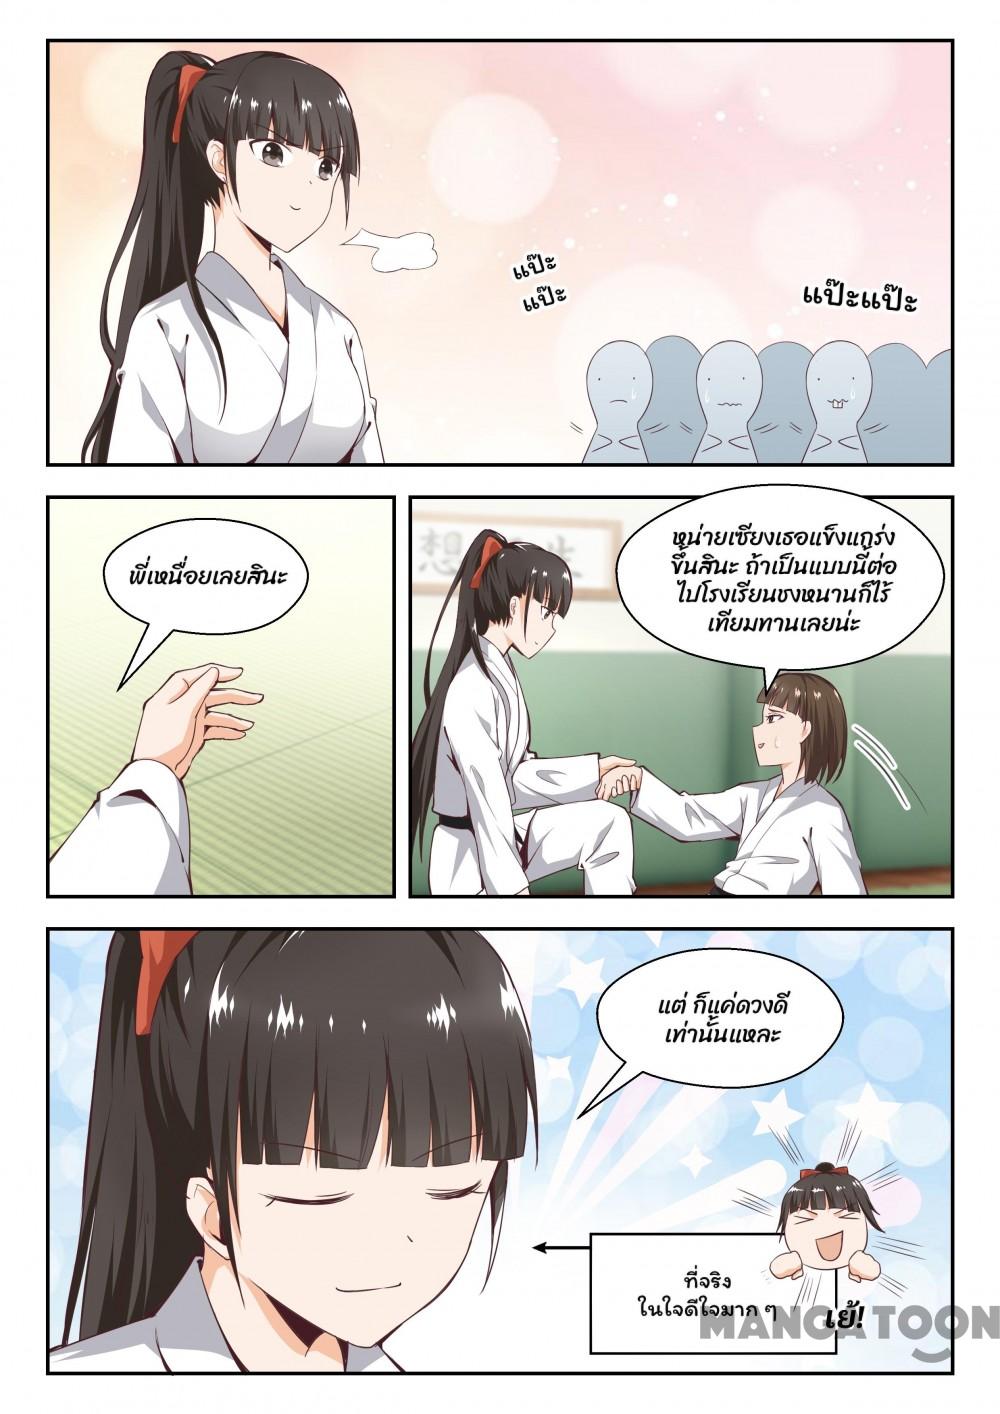 แป๊ะ
แป๊ะ
แป๊ะแป๊ะ
พี่เหนื่อยเลยสินะ
หน่ายเซียงเธอแข็งแกร่ง
ขึ้นสินะ ถ้าเป็นแบบนี้ต่อ
ไปโรงเรียนชงหนานก็ไร้
เทียมทานเลยน่ะ
想 生
แต่ ก็แค่ดวงดี
เท่านั้นแหละ
ที่จริง
ในใจดีใจมาก ๆ
เย้!
MANGATOON